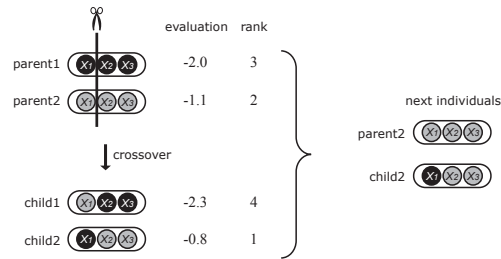 evaluation rank
parent1 X1 X2 X3 -2.0 3
parent2 X1 X2 X3 -1.1 2
crossover
child1 X1 X2 X3 -2.3 4
child2 X1 X2 X3 -0.8 1
next individuals
parent2 X1 X2 X3
child2 X1 X2 X3